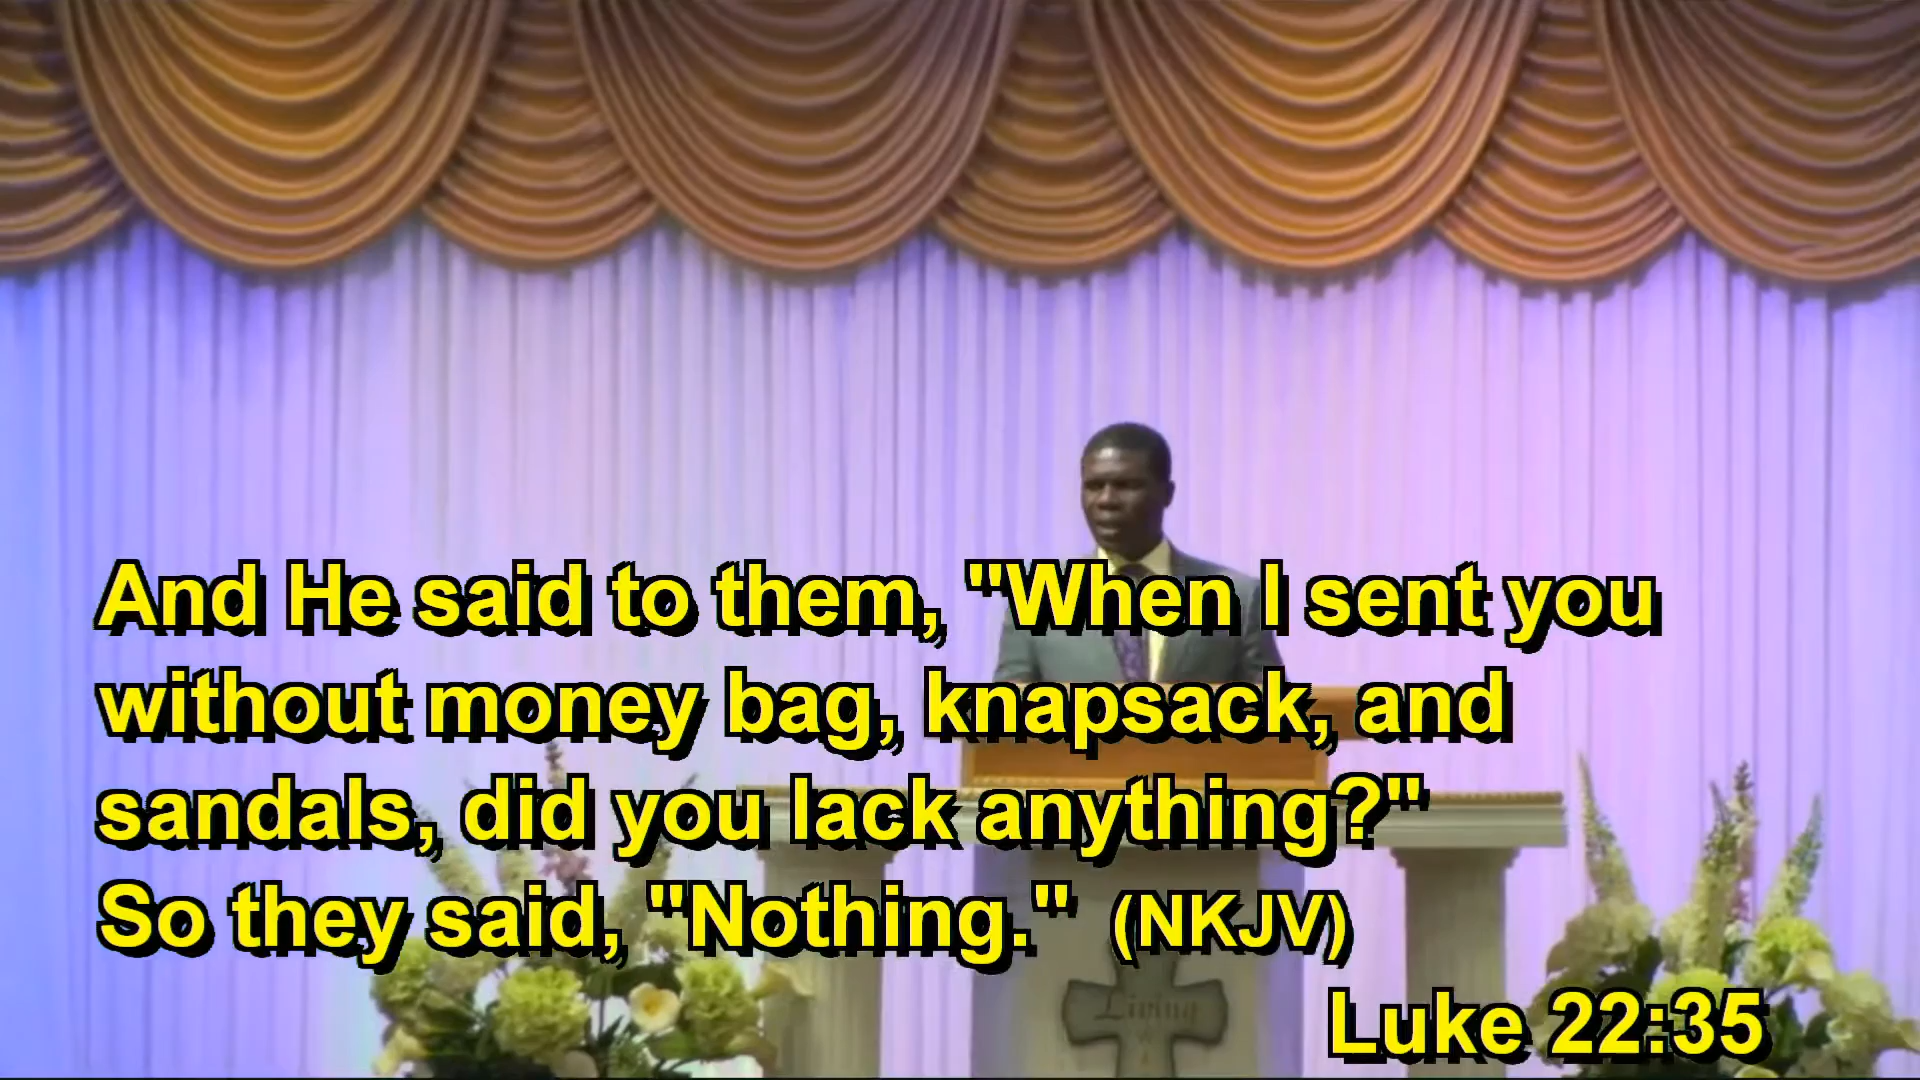 And He said to them, "When I sent you
without money bag, knapsack, and
sandals, did you lack anything?"
So they said, "Nothing." (NKJV)
Luke 22:35